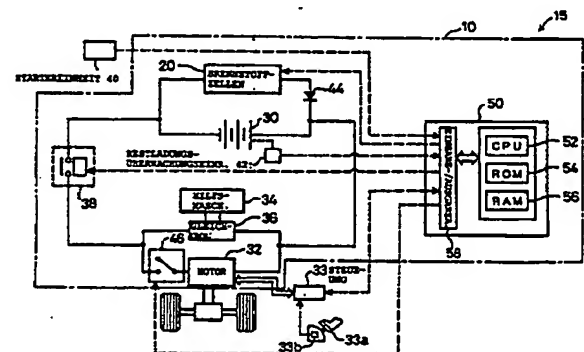 10
15
STARTEREINHEIT 40
20
BRENNSTOFF-
ZELLEN
44
30
50
CPU
52
ROM
54
RAM
56
58
RESTLADUNGS-
ÜBERWACHUNGSEINH. 42
38
HILFS-
MASCH.
34
36
46
32
MOTOR
33
STEUE-
RUNG
33b
33a